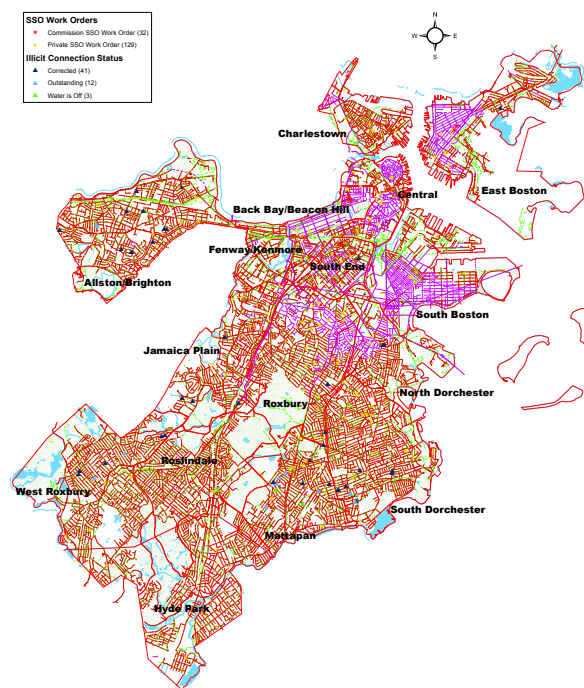 SSO Work Orders
Commission SSO Work Order (32)
Private SSO Work Order (129)
Illicit Connection Status
Corrected (41)
Outstanding (12)
Water is Off (3)
N
W E
S
Charlestown
East Boston
Central
Back Bay/Beacon Hill
Fenway/Kenmore
South End
Allston/Brighton
South Boston
Jamaica Plain
North Dorchester
Roxbury
Roslindale
West Roxbury
South Dorchester
Mattapan
Hyde Park